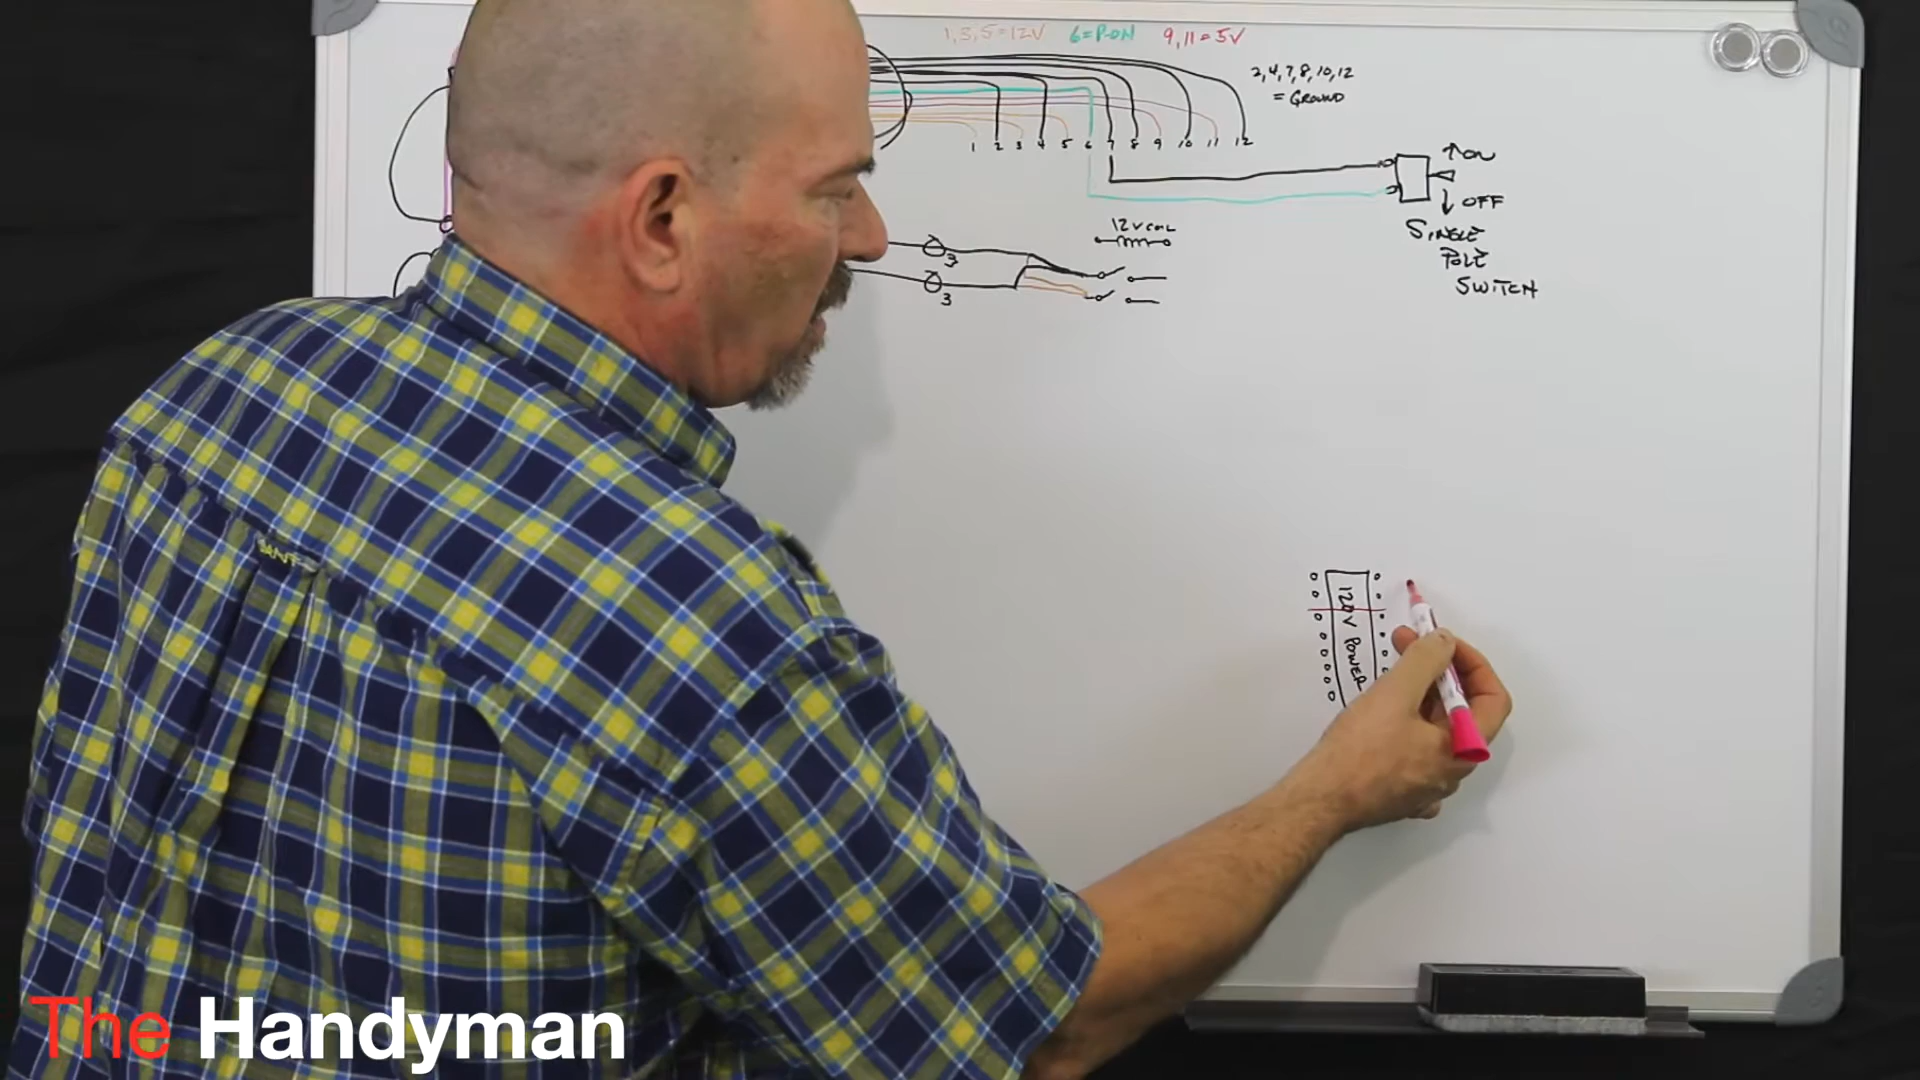 1,3,5=12V 6=P-ON 9,11=5V
2,4,7,8,10,12
= GROUND
1 2 3 4 5 6 7 8 9 10 11 12
↑ON
↓ OFF
SINGLE
POLE
SWITCH
12V COIL
3
3
120V POWER
The Handyman